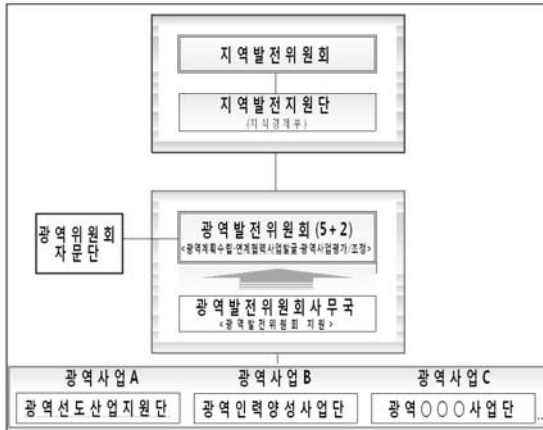 지역발전위원회
지역발전지원단
(지식경제부)
광역위원회
자문단
광역발전위원회(5+2)
<광역계획수립·연계협력사업발굴·광역사업평가/조정>
광역발전위원회사무국
<광역발전위원회 지원>
광역사업A
광역사업B
광역사업C
광역선도산업지원단
광역인력양성사업단
광역○○○사업단
...